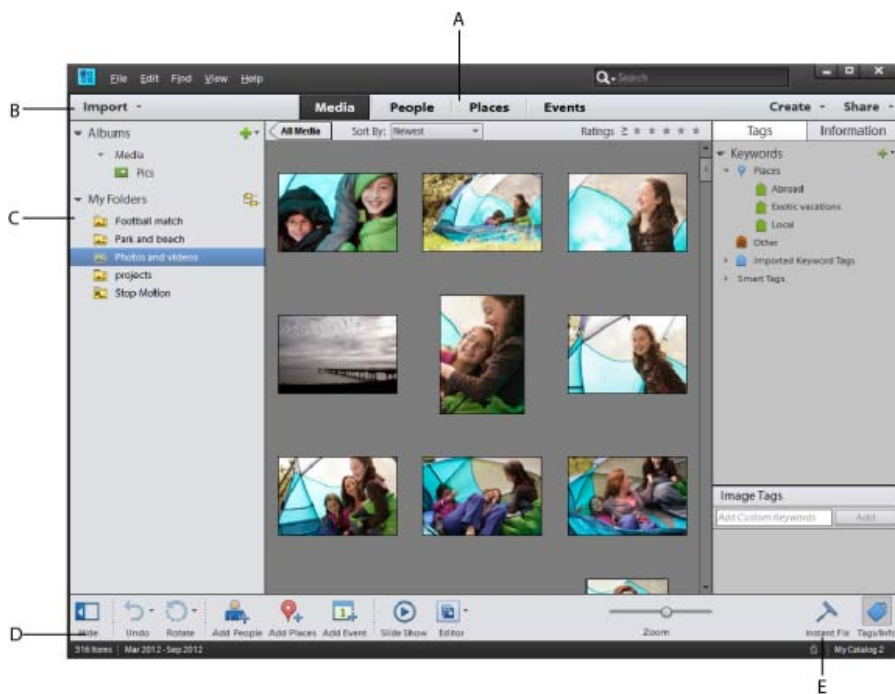 A
File Edit Find View Help
Search
B
Import
Media People Places Events
Create Share
Albums
All Media
Sort By: Newest
Ratings ≥ ★ ★ ★ ★ ★
Tags Information
Media
Pics
Keywords
Places
Abroad
Exotic vacations
Local
Other
Imported Keyword Tags
Smart Tags
C
My Folders
Football match
Park and beach
Photos and videos
projects
Stop Motion
Image Tags
Add Custom Keywords Add
D
Hide Undo Rotate Add People Add Places Add Event Slide Show Editor Zoom Instant Fix Tags/Info
316 Items Mar 2012 - Sep 2012 My Catalog 2
E